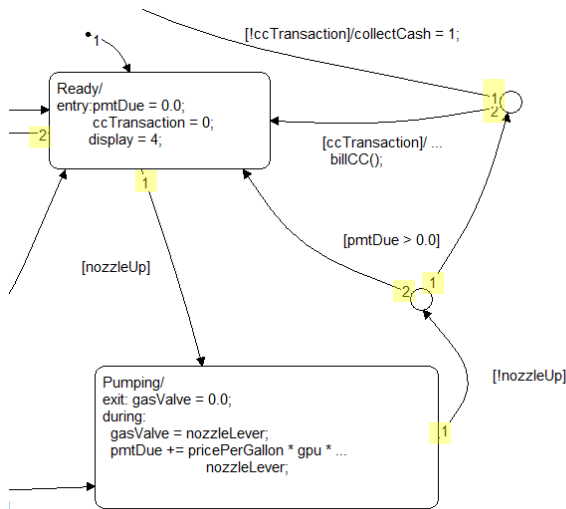 [!ccTransaction]/collectCash = 1;
1
Ready/
entry:pmtDue = 0.0;
ccTransaction = 0;
display = 4;
1
2
2
[ccTransaction]/ ...
billCC();
1
[pmtDue > 0.0]
[nozzleUp]
1
2
Pumping/
exit: gasValve = 0.0;
during:
gasValve = nozzleLever;
pmtDue += pricePerGallon * gpu * ...
nozzleLever;
[!nozzleUp]
1